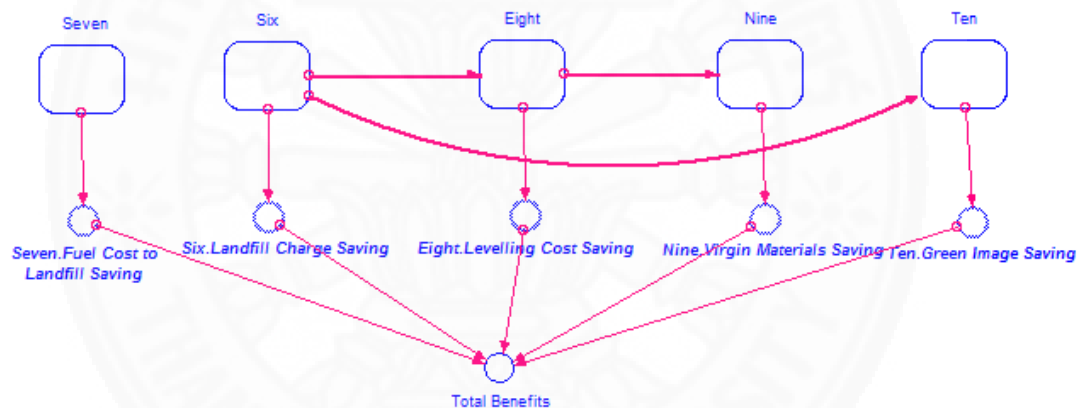 Seven
Six
Eight
Nine
Ten
Seven.Fuel Cost to
Landfill Saving
Six.Landfill Charge Saving
Eight.Levelling Cost Saving
Nine.Virgin Materials Saving
Ten.Green Image Saving
Total Benefits